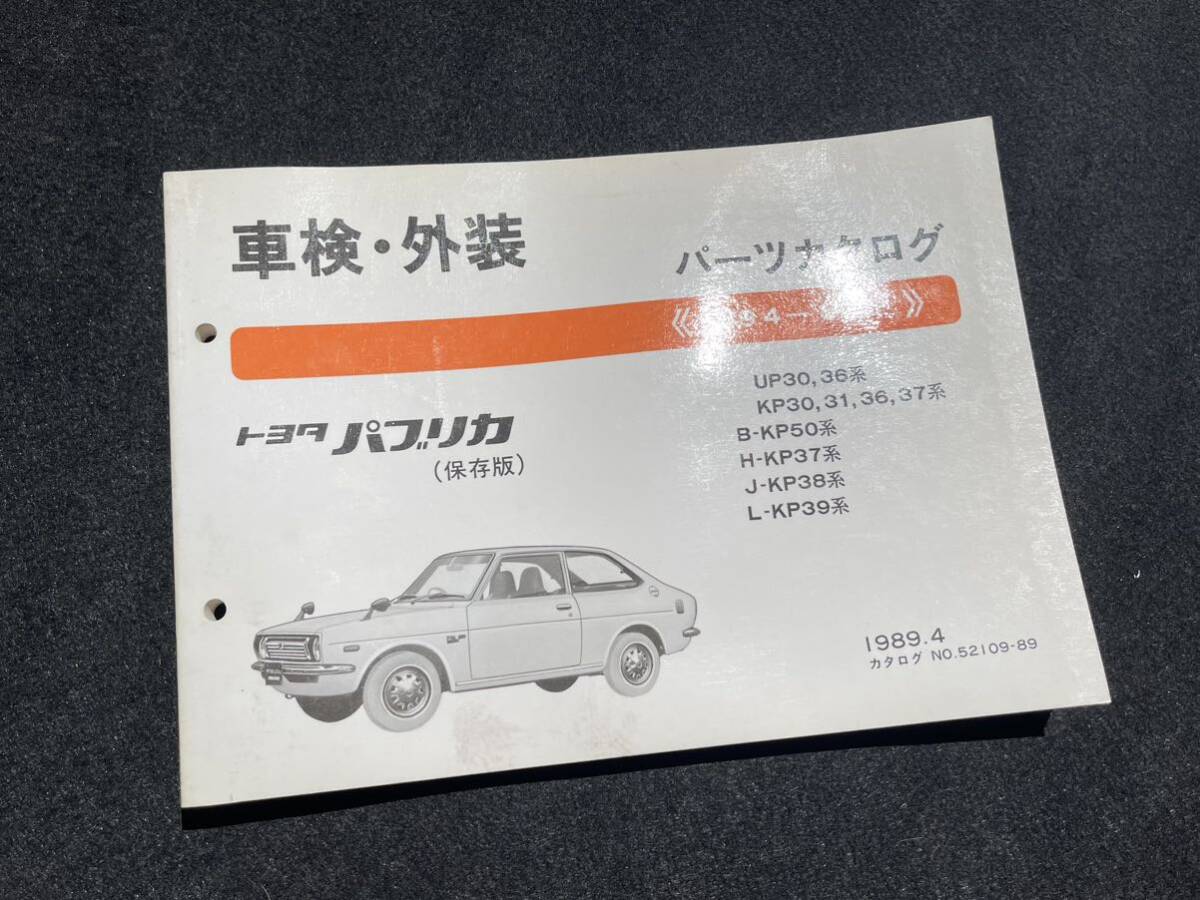 車検・外装
パーツカタログ
トヨタ パブリカ
(保存版)
UP30, 36系
KP30, 31, 36, 37系
B-KP50系
H-KP37系
J-KP38系
L-KP39系
1989.4
カタログ NO.52109-89